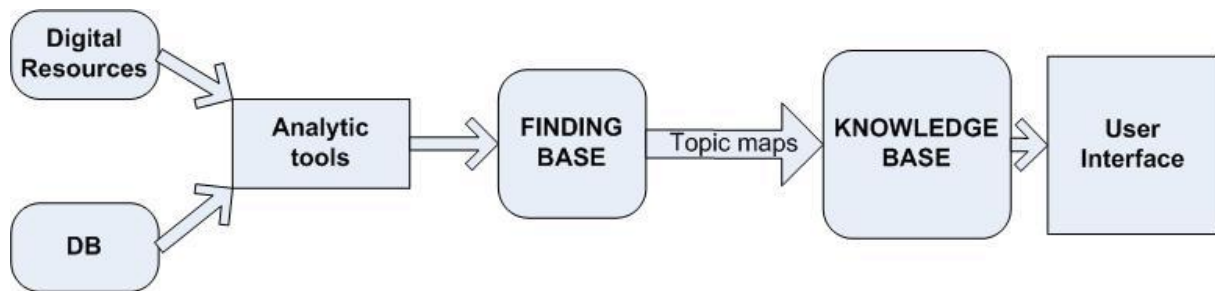 Digital
Resources
DB
Analytic
tools
FINDING
BASE
Topic maps
KNOWLEDGE
BASE
User
Interface